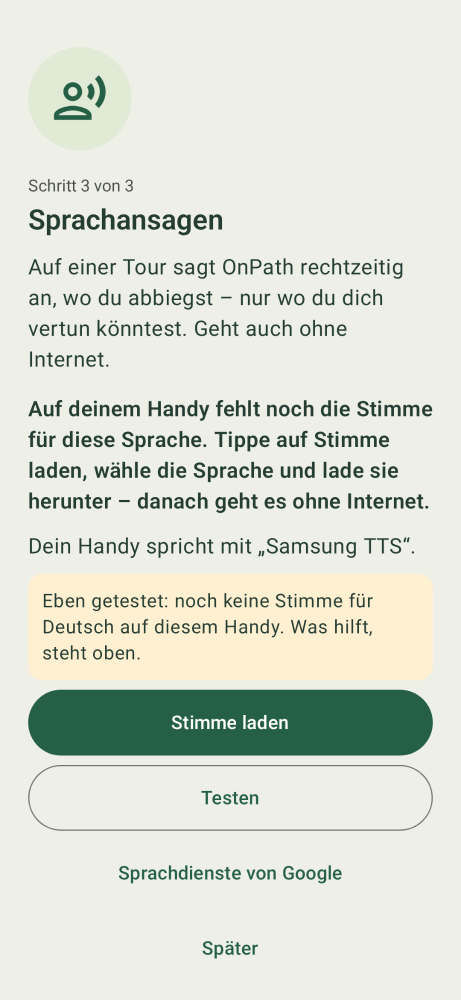 Schritt 3 von 3
Sprachansagen
Auf einer Tour sagt OnPath rechtzeitig
an, wo du abbiegst – nur wo du dich
vertun könntest. Geht auch ohne
Internet.
Auf deinem Handy fehlt noch die Stimme
für diese Sprache. Tippe auf Stimme
laden, wähle die Sprache und lade sie
herunter – danach geht es ohne Internet.
Dein Handy spricht mit „Samsung TTS“.
Eben getestet: noch keine Stimme für
Deutsch auf diesem Handy. Was hilft,
steht oben.
Stimme laden
Testen
Sprachdienste von Google
Später